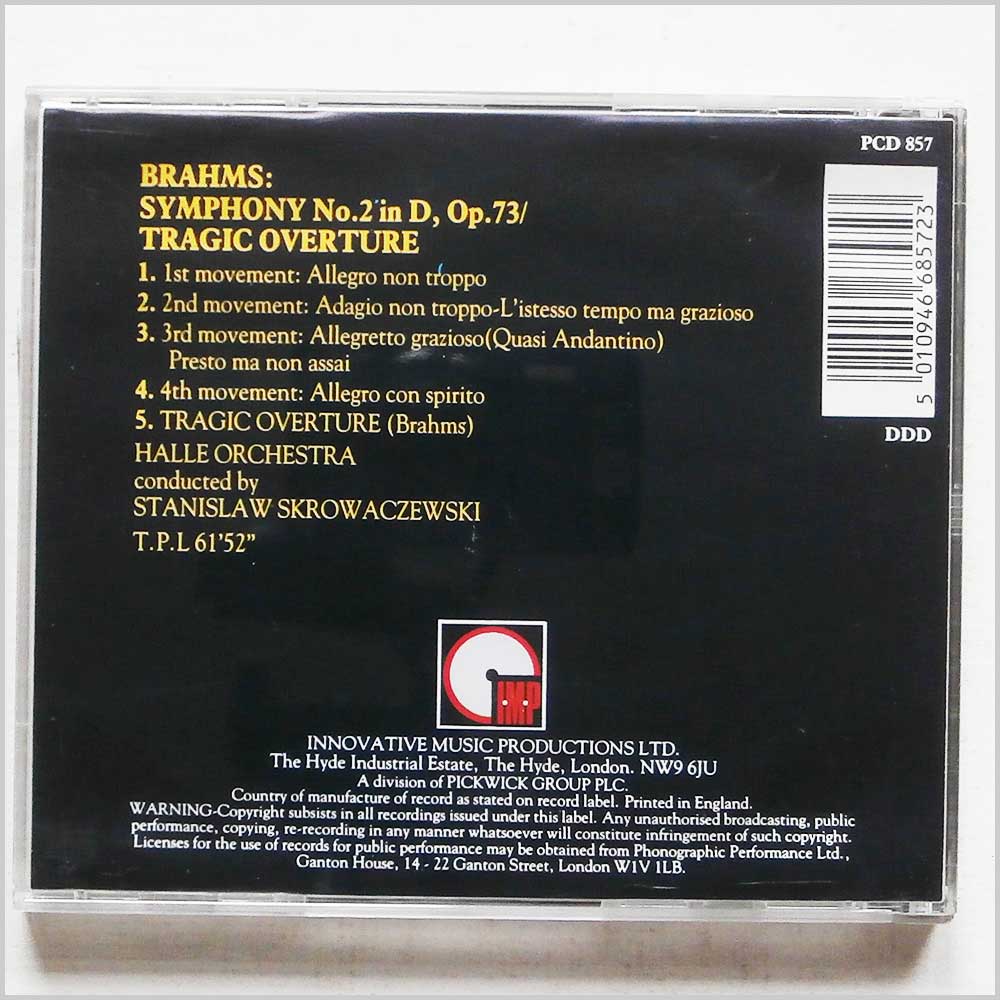 PCD 857
BRAHMS:
SYMPHONY No.2 in D, Op.73/
TRAGIC OVERTURE
1. 1st movement: Allegro non troppo
2. 2nd movement: Adagio non troppo-L'istesso tempo ma grazioso
3. 3rd movement: Allegretto grazioso(Quasi Andantino)
Presto ma non assai
4. 4th movement: Allegro con spirito
5. TRAGIC OVERTURE (Brahms)
HALLE ORCHESTRA
conducted by
STANISLAW SKROWACZEWSKI
T.P.L 61'52"
5 010946 685723
DDD
IMP
INNOVATIVE MUSIC PRODUCTIONS LTD.
The Hyde Industrial Estate, The Hyde, London. NW9 6JU
A division of PICKWICK GROUP PLC.
Country of manufacture of record as stated on record label. Printed in England.
WARNING-Copyright subsists in all recordings issued under this label. Any unauthorised broadcasting, public
performance, copying, re-recording in any manner whatsoever will constitute infringement of such copyright.
Licenses for the use of records for public performance may be obtained from Phonographic Performance Ltd.,
Ganton House, 14 - 22 Ganton Street, London W1V 1LB.